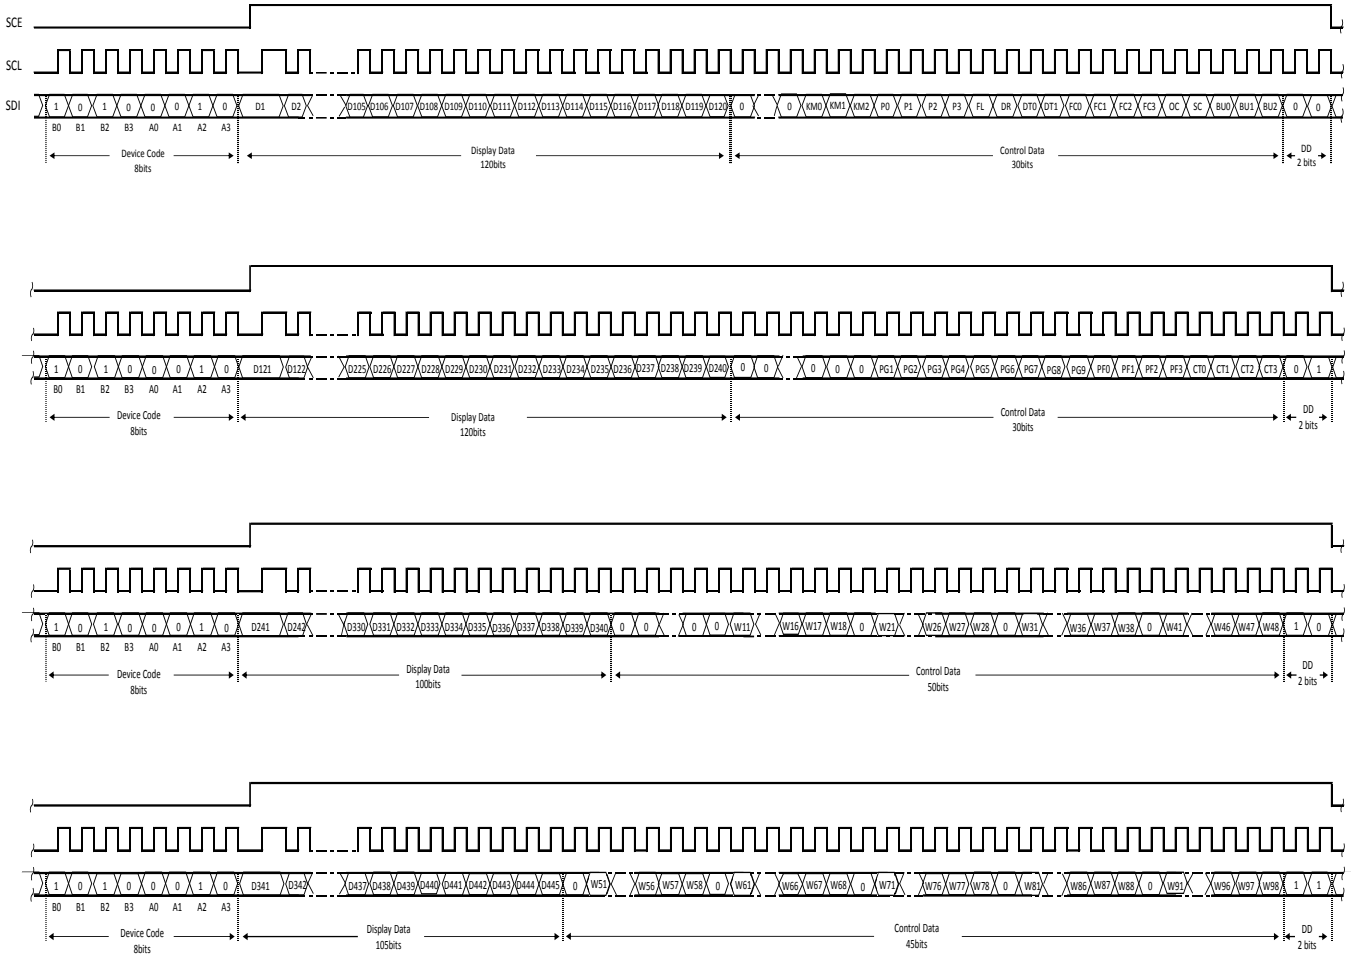 SCE
SCL
SDI 1 0 1 0 0 0 1 0 D1 D2 D105 D106 D107 D108 D109 D110 D111 D112 D113 D114 D115 D116 D117 D118 D119 D120 0 0 KM0 KM1 KM2 P0 P1 P2 P3 FL DR DT0 DT1 FC0 FC1 FC2 FC3 OC SC BU0 BU1 BU2 0 0
B0 B1 B2 B3 A0 A1 A2 A3
Device Code Display Data Control Data DD
8bits 120bits 30bits 2 bits
1 0 1 0 0 0 1 0 D121 D122 D225 D226 D227 D228 D229 D230 D231 D232 D233 D234 D235 D236 D237 D238 D239 D240 0 0 0 0 0 PG1 PG2 PG3 PG4 PG5 PG6 PG7 PG8 PG9 PF0 PF1 PF2 PF3 CT0 CT1 CT2 CT3 0 1
B0 B1 B2 B3 A0 A1 A2 A3
Device Code Display Data Control Data DD
8bits 120bits 30bits 2 bits
1 0 1 0 0 0 1 0 D241 D242 D330 D331 D332 D333 D334 D335 D336 D337 D338 D339 D340 0 0 0 0 W11 W16 W17 W18 0 W21 W26 W27 W28 0 W31 W36 W37 W38 0 W41 W46 W47 W48 1 0
B0 B1 B2 B3 A0 A1 A2 A3
Device Code Display Data Control Data DD
8bits 100bits 50bits 2 bits
1 0 1 0 0 0 1 0 D341 D342 D437 D438 D439 D440 D441 D442 D443 D444 D445 0 W51 W56 W57 W58 0 W61 W66 W67 W68 0 W71 W76 W77 W78 0 W81 W86 W87 W88 0 W91 W96 W97 W98 1 1
B0 B1 B2 B3 A0 A1 A2 A3
Device Code Display Data Control Data DD
8bits 105bits 45bits 2 bits